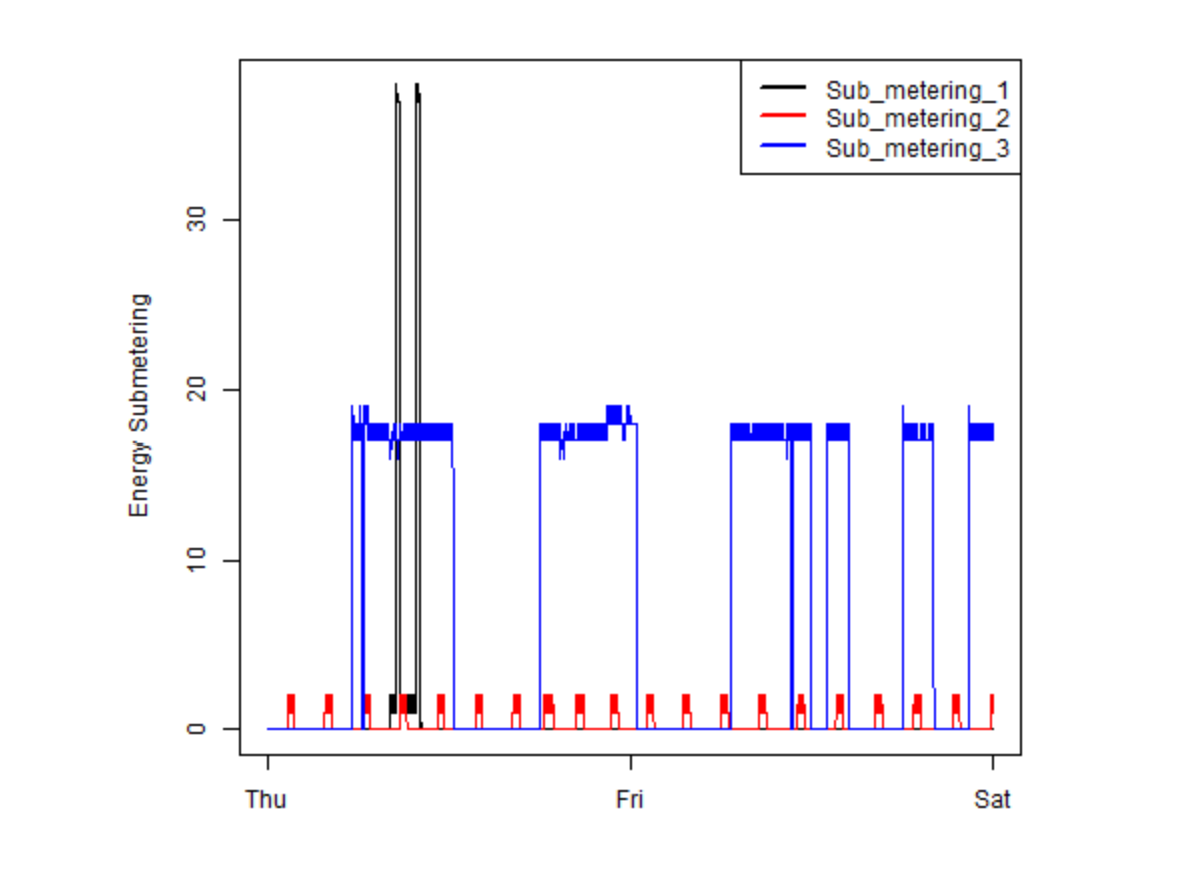 Sub_metering_1
Sub_metering_2
Sub_metering_3
Energy Submetering
30
20
10
0
Thu Fri Sat